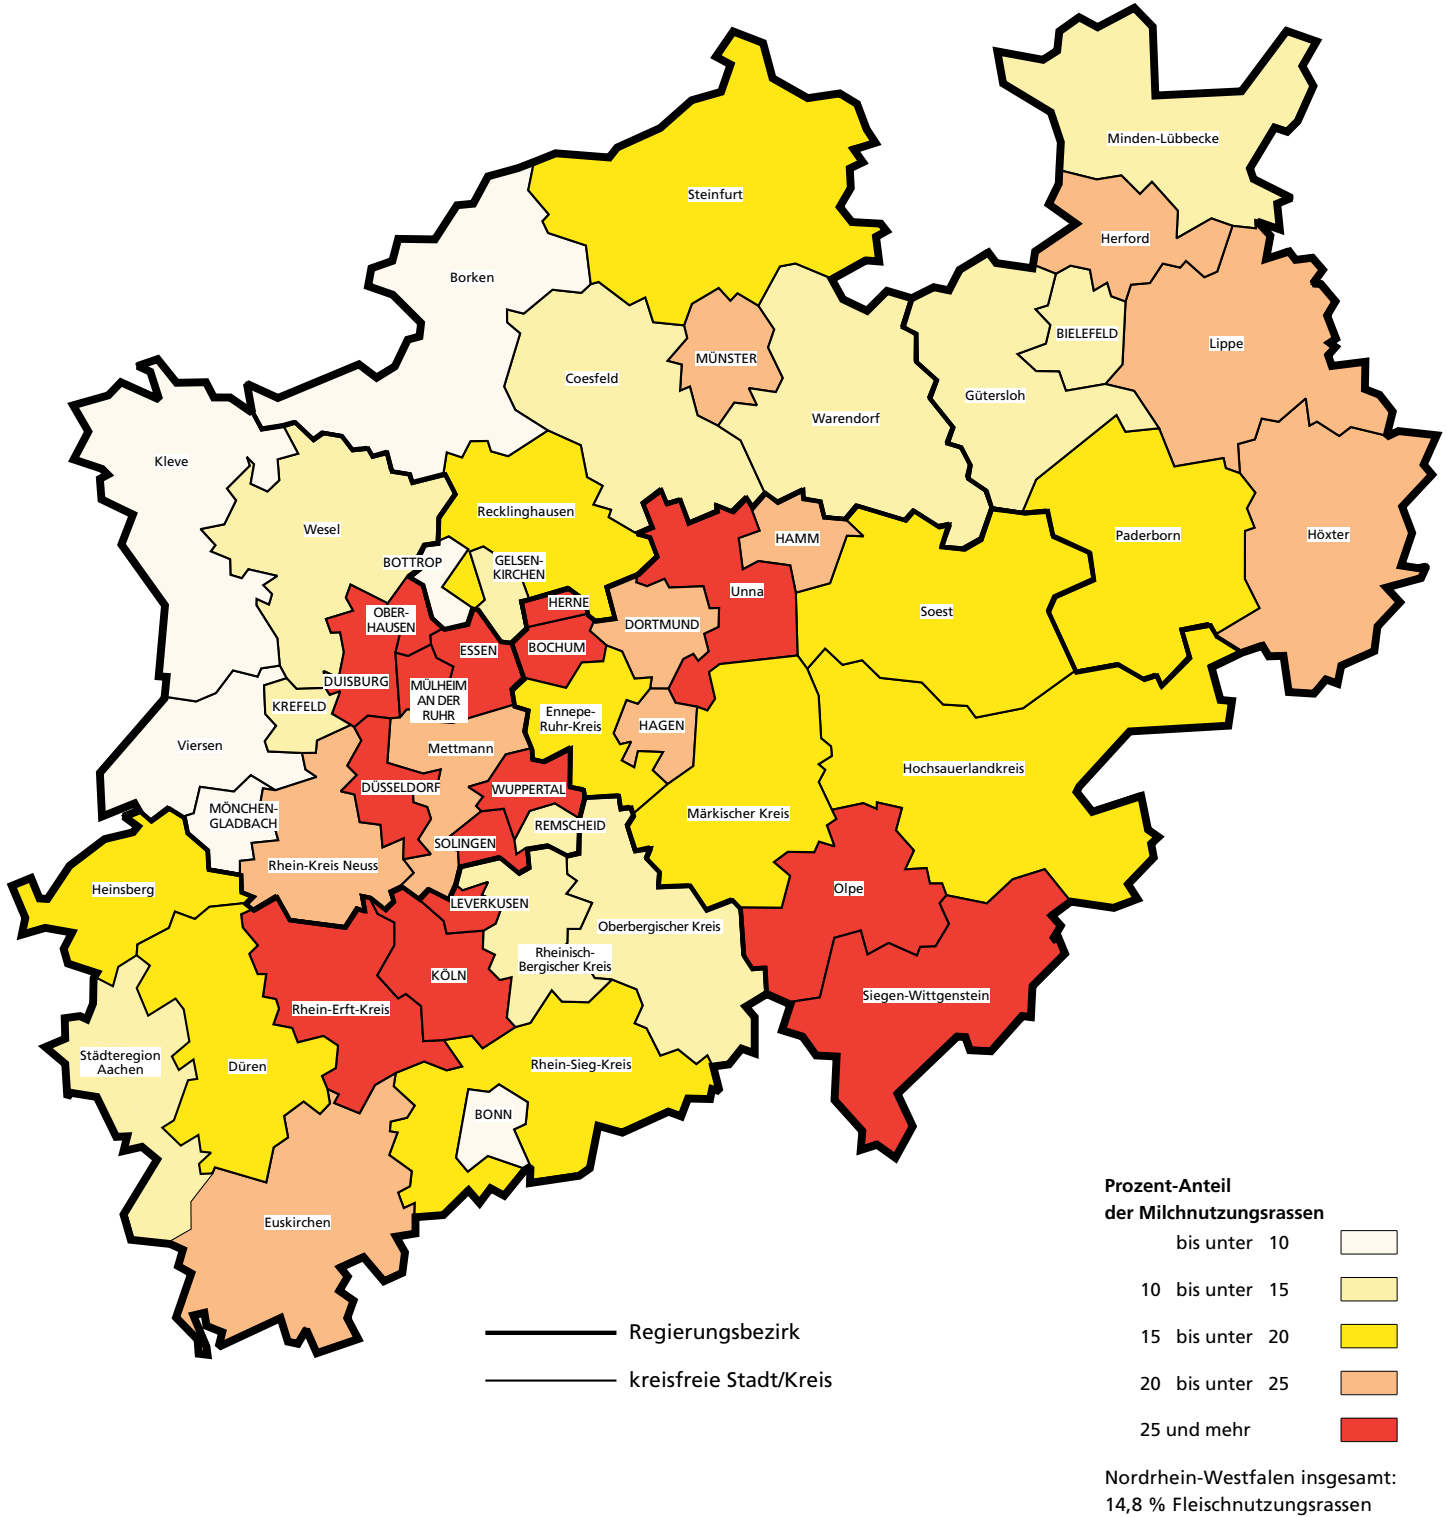 Minden-Lübbecke
Steinfurt
Herford
Borken
BIELEFELD
Lippe
MÜNSTER
Coesfeld
Gütersloh
Warendorf
Kleve
Recklinghausen
Wesel
Paderborn
Höxter
HAMM
BOTTROP
GELSEN-
KIRCHEN
Unna
HERNE
OBER-
HAUSEN
Soest
DORTMUND
ESSEN
BOCHUM
DUISBURG
MÜLHEIM
AN DER
RUHR
KREFELD
Ennepe-
Ruhr-Kreis
HAGEN
Viersen
Mettmann
Hochsauerlandkreis
DÜSSELDORF
WUPPERTAL
MÖNCHEN-
GLADBACH
Märkischer Kreis
REMSCHEID
SOLINGEN
Rhein-Kreis Neuss
Heinsberg
Olpe
LEVERKUSEN
Oberbergischer Kreis
Rheinisch-
Bergischer Kreis
KÖLN
Siegen-Wittgenstein
Rhein-Erft-Kreis
Städteregion
Aachen
Düren
Rhein-Sieg-Kreis
BONN
Euskirchen
Prozent-Anteil
der Milchnutzungsrassen
bis unter 10
10 bis unter 15
15 bis unter 20
20 bis unter 25
25 und mehr
Regierungsbezirk
kreisfreie Stadt/Kreis
Nordrhein-Westfalen insgesamt:
14,8 % Fleischnutzungsrassen